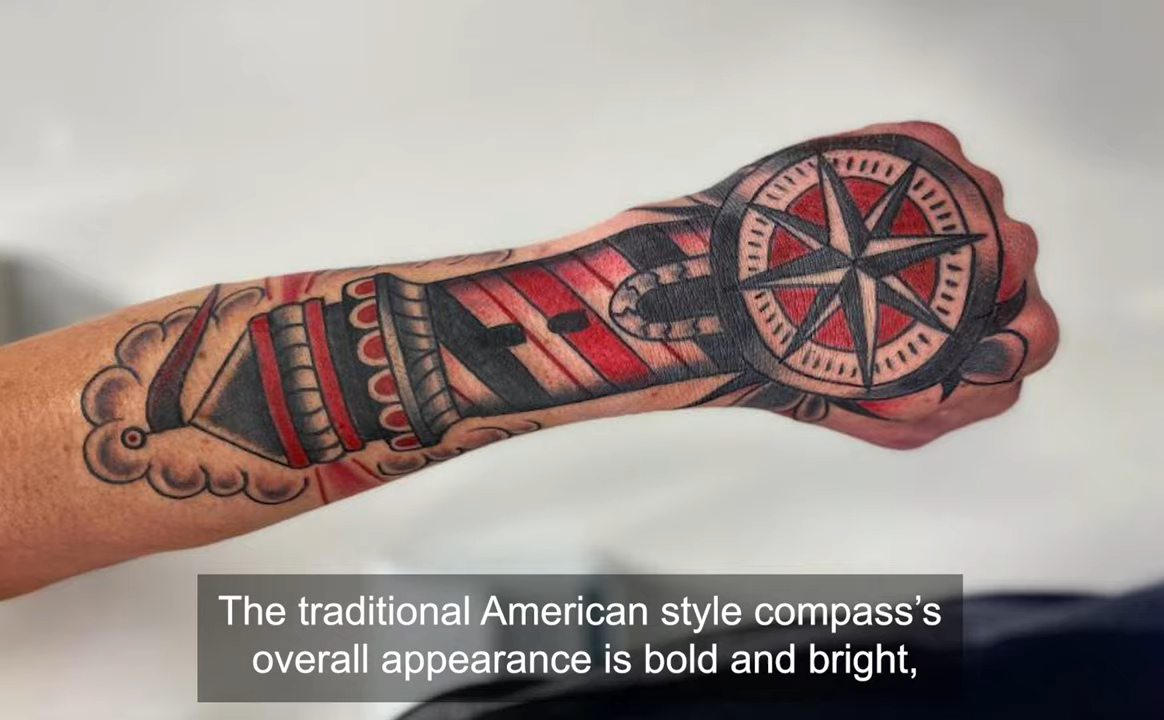 The traditional American style compass’s
overall appearance is bold and bright,